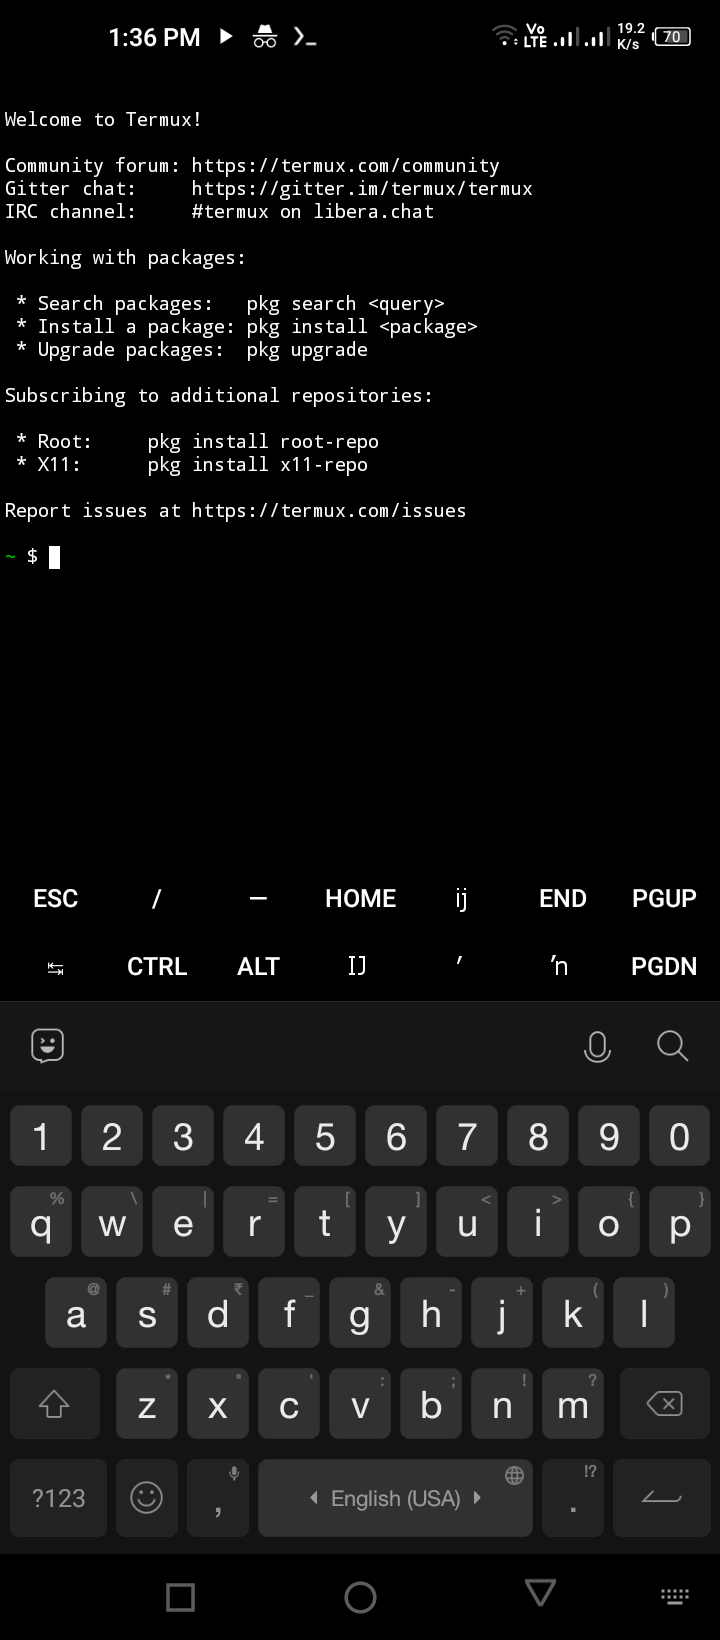 1:36 PM
Vo LTE 19.2 K/s 70
Welcome to Termux!
Community forum: https://termux.com/community
Gitter chat: https://gitter.im/termux/termux
IRC channel: #termux on libera.chat
Working with packages:
* Search packages: pkg search <query>
* Install a package: pkg install <package>
* Upgrade packages: pkg upgrade
Subscribing to additional repositories:
* Root: pkg install root-repo
* X11: pkg install x11-repo
Report issues at https://termux.com/issues
~ $
ESC / — HOME ĳ END PGUP
↹ CTRL ALT Ĳ ′ ŉ PGDN
1 2 3 4 5 6 7 8 9 0
% \ | = [ ] < > { }
q w e r t y u i o p
@ # ₹ _ & - + ( )
a s d f g h j k l
* " ' : ; ! ?
z x c v b n m
!?
?123 , English (USA) .